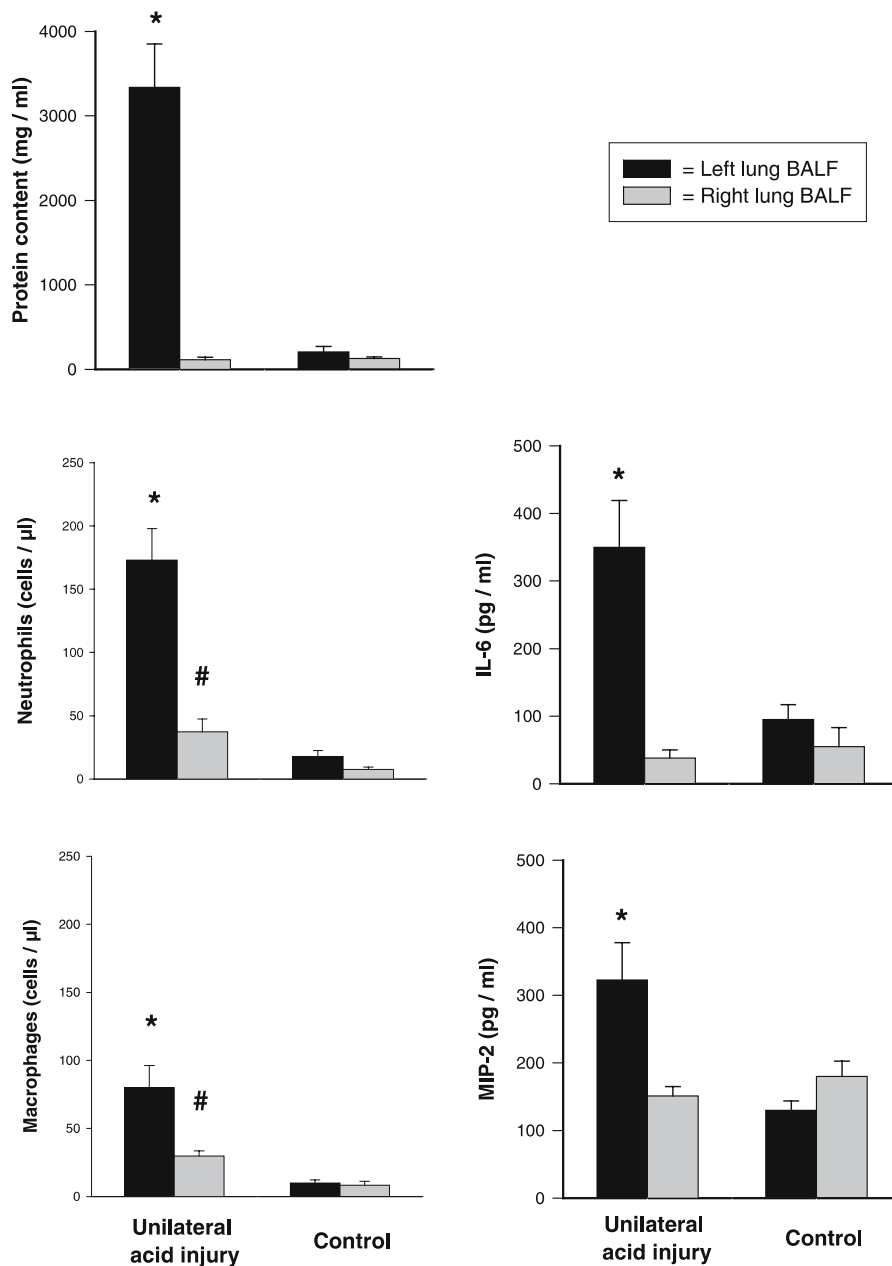 *
4000
3000
2000
1000
0
Protein content (mg / ml)
= Left lung BALF
= Right lung BALF
250
200
150
100
50
0
Neutrophils (cells / µl)
*
#
500
400
300
200
100
0
IL-6 (pg / ml)
*
250
200
150
100
50
0
Macrophages (cells / µl)
*
#
Unilateral
acid injury
Control
500
400
300
200
100
0
MIP-2 (pg / ml)
*
Unilateral
acid injury
Control